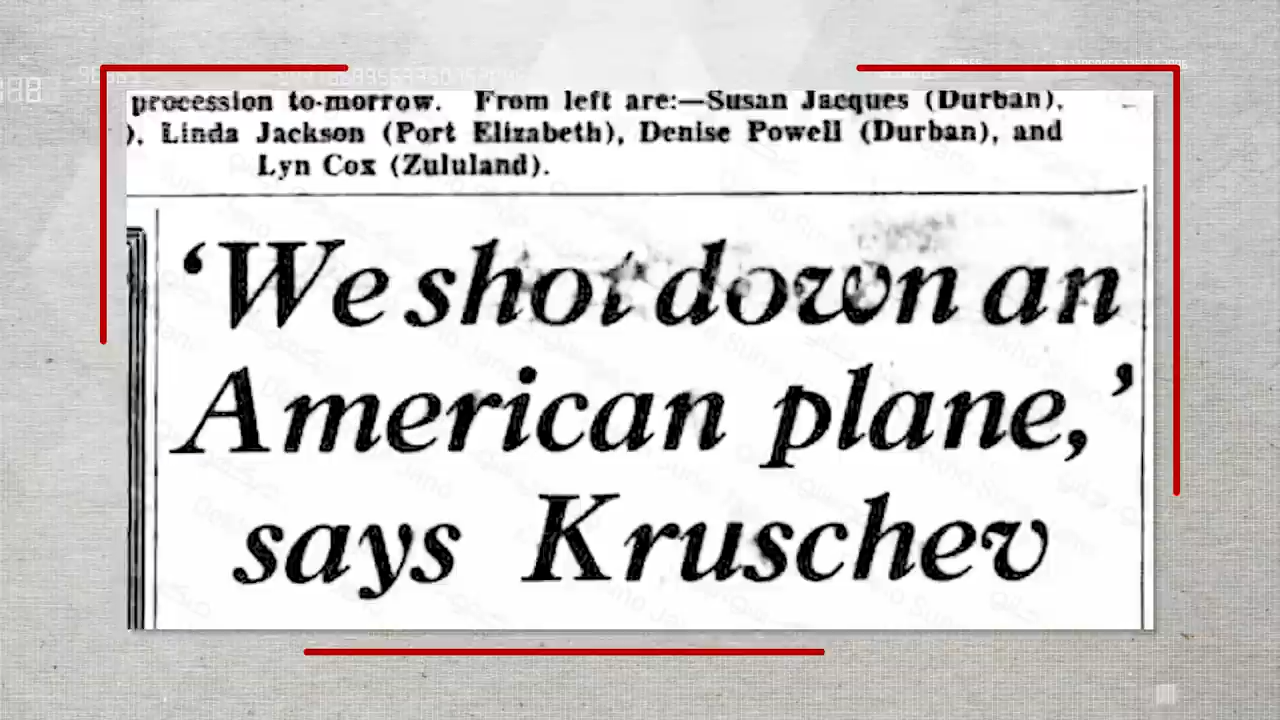 procession to-morrow. From left are:—Susan Jacques (Durban),
), Linda Jackson (Port Elizabeth), Denise Powell (Durban), and
Lyn Cox (Zululand).
‘We shot down an
American plane,’
says Kruschev